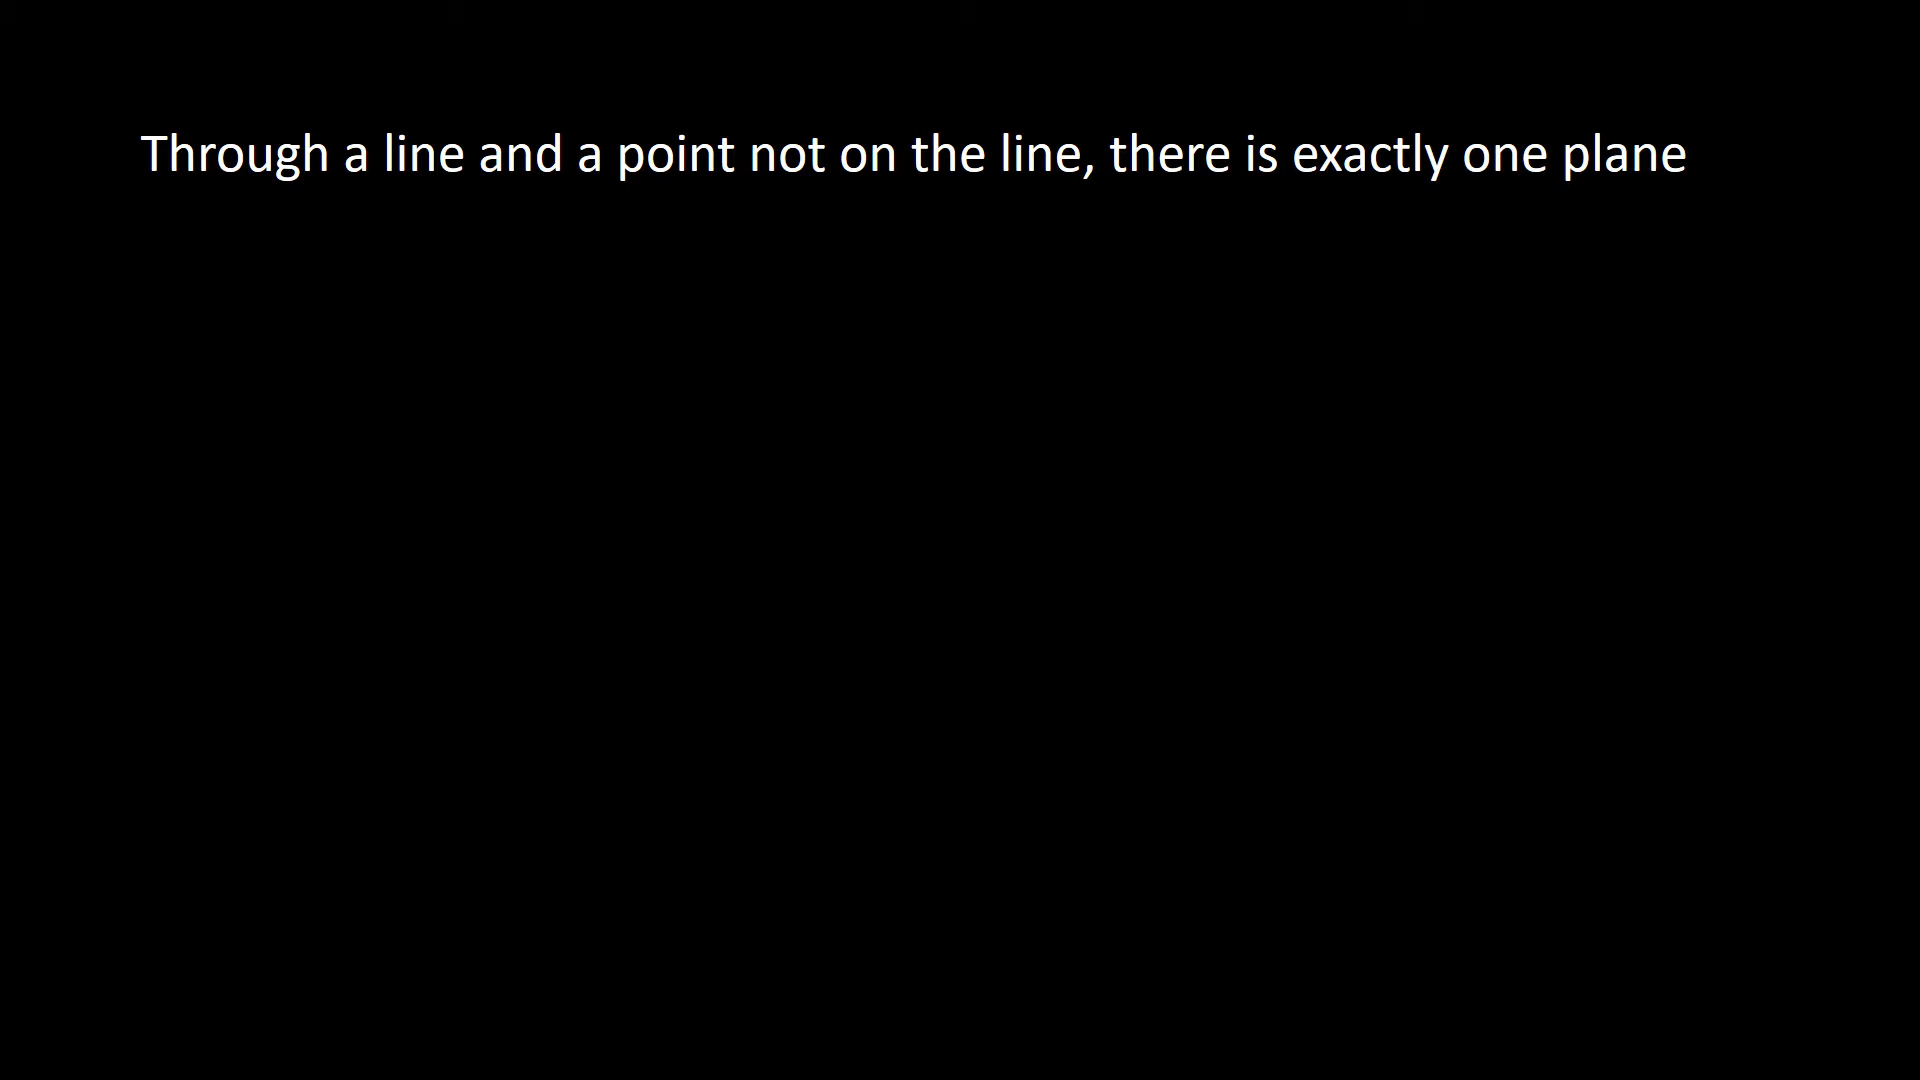 Through a line and a point not on the line, there is exactly one plane